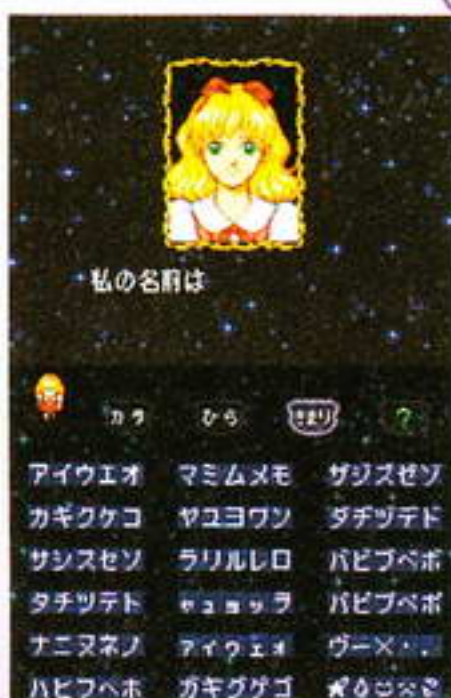 私の名前は
カラ ひら きまり ?
アイウエオ マミムメモ ザジズゼゾ
カギクケコ ヤユヨワン ダヂヅデド
サシスセソ ラリルレロ バビブベボ
タチツテト ャュョッヲ パピプペポ
ナニヌネノ ァィゥェォ ヴー×・.
ハヒフヘホ ガギグゲゴ